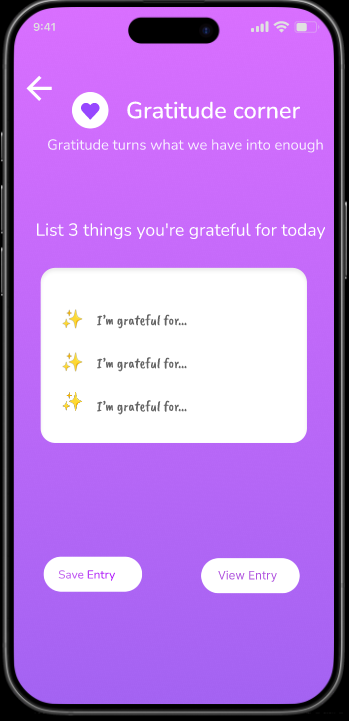 9:41
Gratitude corner
Gratitude turns what we have into enough
List 3 things you're grateful for today
I'm grateful for...
I'm grateful for...
I'm grateful for...
Save Entry
View Entry